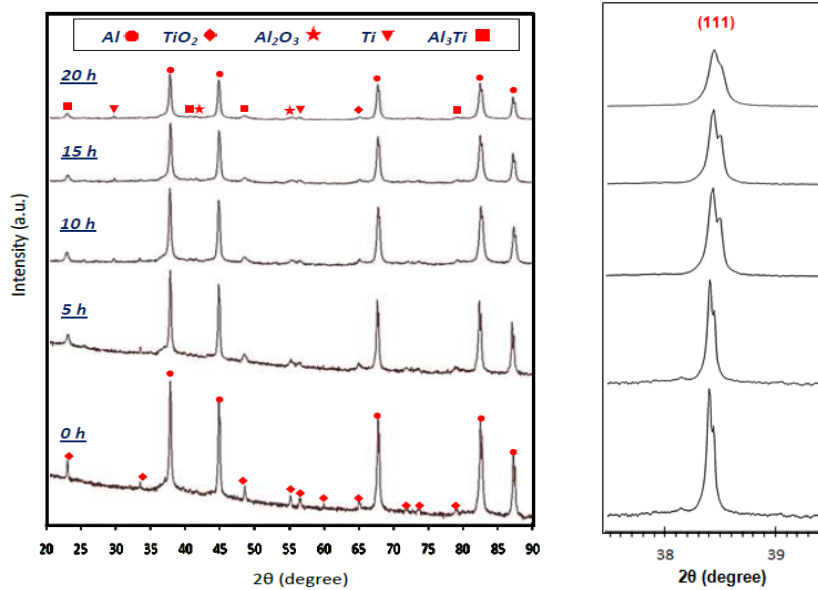 Al TiO2 Al2O3 Ti Al3Ti
20 h
15 h
10 h
5 h
0 h
Intensity (a.u.)
20 25 30 35 40 45 50 55 60 65 70 75 80 85 90
2θ (degree)
(111)
38 39
2θ (degree)